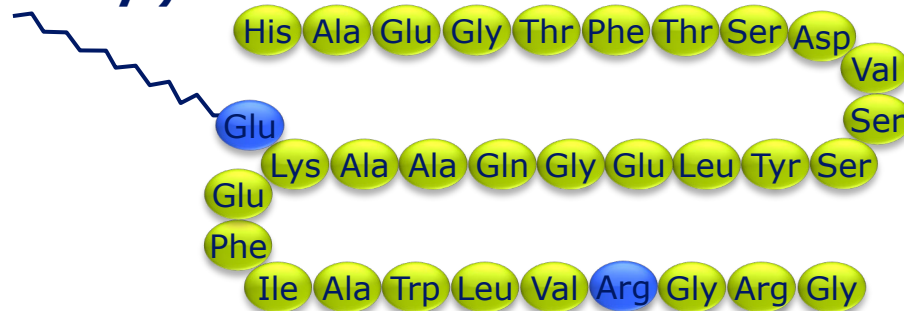 His Ala Glu Gly Thr Phe Thr Ser Asp
Val
Ser
Glu
Lys Ala Ala Gln Gly Glu Leu Tyr Ser
Glu
Phe
Ile Ala Trp Leu Val Arg Gly Arg Gly